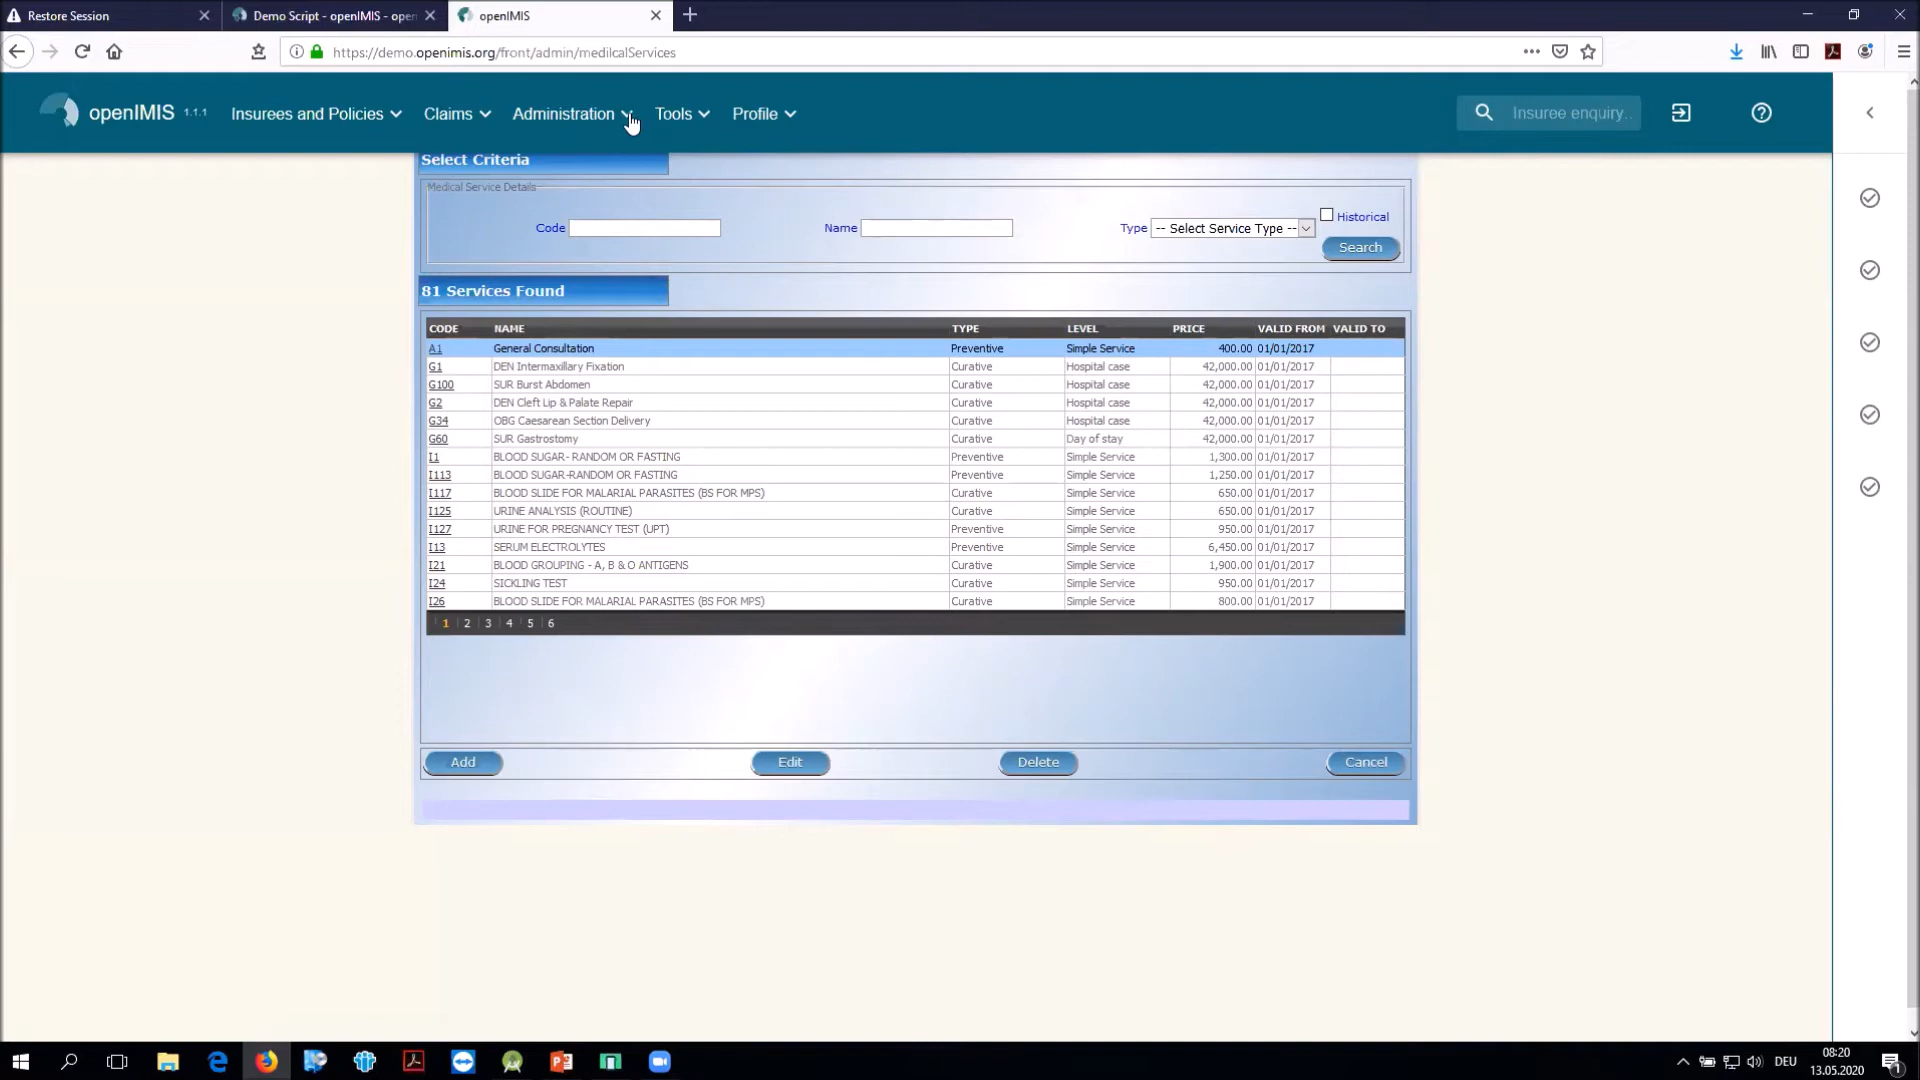 Restore Session
Demo Script - openIMIS - open
openIMIS
https://demo.openimis.org/front/admin/medilcalServices
openIMIS 1.1.1 Insurees and Policies Claims Administration Tools Profile Insuree enquiry..
Select Criteria
Medical Service Details
Historical
Code Name Type -- Select Service Type --
Search
81 Services Found
CODE NAME TYPE LEVEL PRICE VALID FROM VALID TO
A1 General Consultation Preventive Simple Service 400.00 01/01/2017
G1 DEN Intermaxillary Fixation Curative Hospital case 42,000.00 01/01/2017
G100 SUR Burst Abdomen Curative Hospital case 42,000.00 01/01/2017
G2 DEN Cleft Lip & Palate Repair Curative Hospital case 42,000.00 01/01/2017
G34 OBG Caesarean Section Delivery Curative Hospital case 42,000.00 01/01/2017
G60 SUR Gastrostomy Curative Day of stay 42,000.00 01/01/2017
I1 BLOOD SUGAR- RANDOM OR FASTING Preventive Simple Service 1,300.00 01/01/2017
I113 BLOOD SUGAR-RANDOM OR FASTING Preventive Simple Service 1,250.00 01/01/2017
I117 BLOOD SLIDE FOR MALARIAL PARASITES (BS FOR MPS) Curative Simple Service 650.00 01/01/2017
I125 URINE ANALYSIS (ROUTINE) Curative Simple Service 650.00 01/01/2017
I127 URINE FOR PREGNANCY TEST (UPT) Preventive Simple Service 950.00 01/01/2017
I13 SERUM ELECTROLYTES Preventive Simple Service 6,450.00 01/01/2017
I21 BLOOD GROUPING - A, B & O ANTIGENS Curative Simple Service 1,900.00 01/01/2017
I24 SICKLING TEST Curative Simple Service 950.00 01/01/2017
I26 BLOOD SLIDE FOR MALARIAL PARASITES (BS FOR MPS) Curative Simple Service 800.00 01/01/2017
1 2 3 4 5 6
Add Edit Delete Cancel
DEU
08:20
13.05.2020